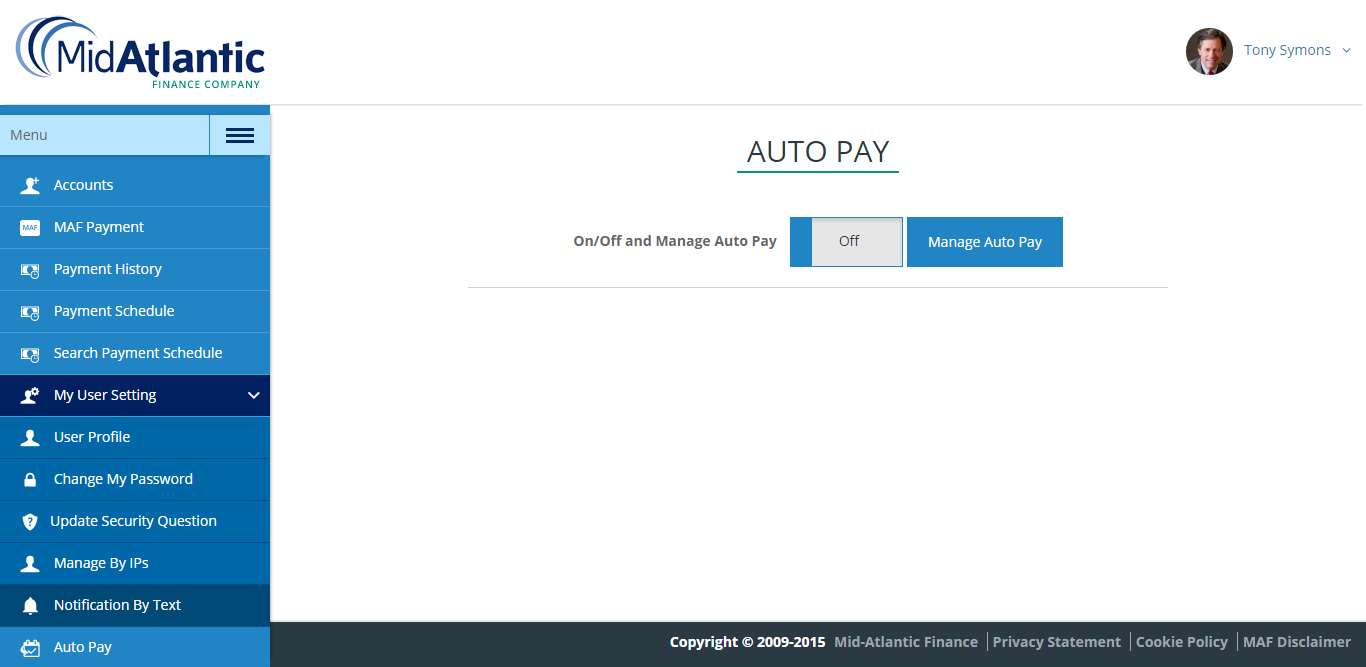 MidAtlantic
FINANCE COMPANY
Tony Symons
Menu
Accounts
MAF
MAF Payment
Payment History
Payment Schedule
Search Payment Schedule
My User Setting
User Profile
Change My Password
Update Security Question
Manage By IPs
Notification By Text
Auto Pay
AUTO PAY
On/Off and Manage Auto Pay
Off
Manage Auto Pay
Copyright © 2009-2015 Mid-Atlantic Finance Privacy Statement Cookie Policy MAF Disclaimer